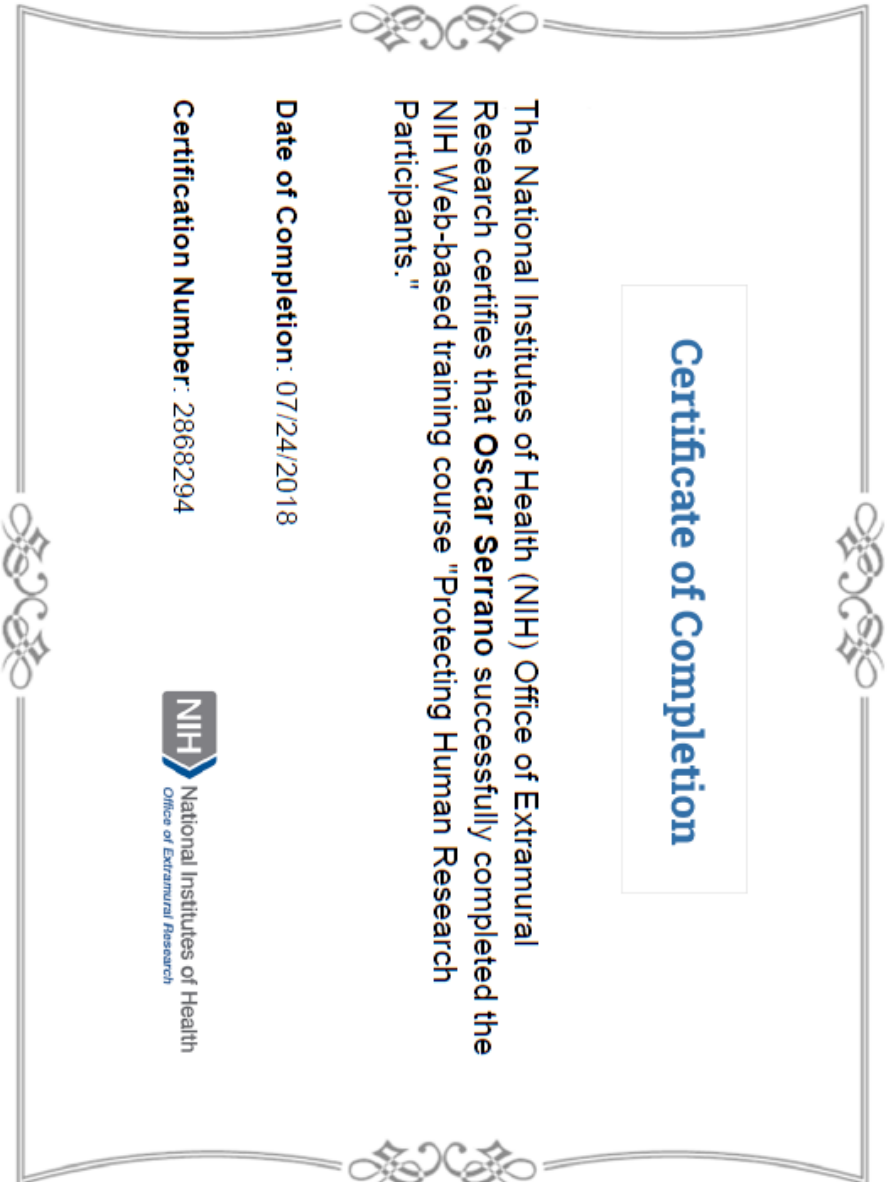 Certificate of Completion
The National Institutes of Health (NIH) Office of Extramural
Research certifies that Oscar Serrano successfully completed the
NIH Web-based training course "Protecting Human Research
Participants."
Date of Completion: 07/24/2018
Certification Number: 2868294
NIH
National Institutes of Health
Office of Extramural Research